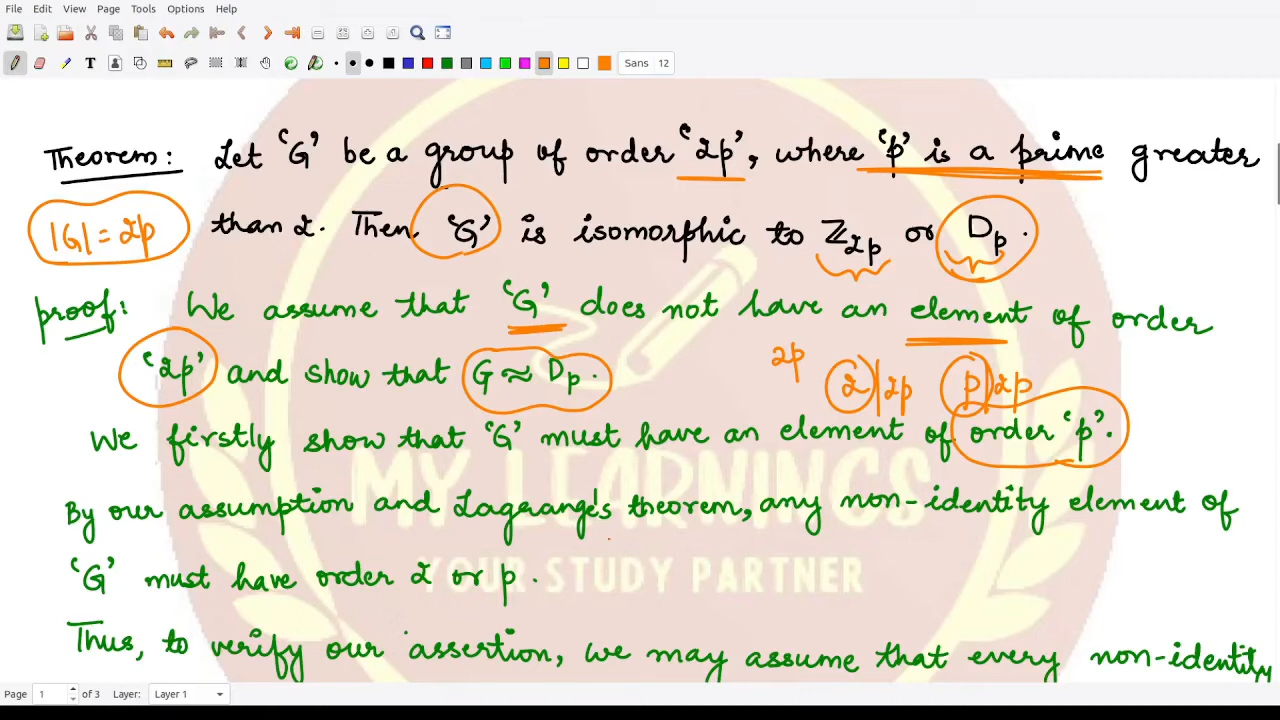 File Edit View Page Tools Options Help
Sans 12
Theorem: Let 'G' be a group of order '2p', where 'p' is a prime greater
|G| = 2p than 2. Then 'G' is isomorphic to ℤ2p or Dp.
proof: We assume that 'G' does not have an element of order
'2p' and show that G ≈ Dp. 2p 2|2p p|2p
We firstly show that 'G' must have an element of order 'p'.
MY LEARNINGS
By our assumption and Lagrange's theorem, any non-identity element of
YOUR STUDY PARTNER
'G' must have order 2 or p.
Thus, to verify our assertion, we may assume that every non-identity
Page 1 of 3 Layer: Layer 1